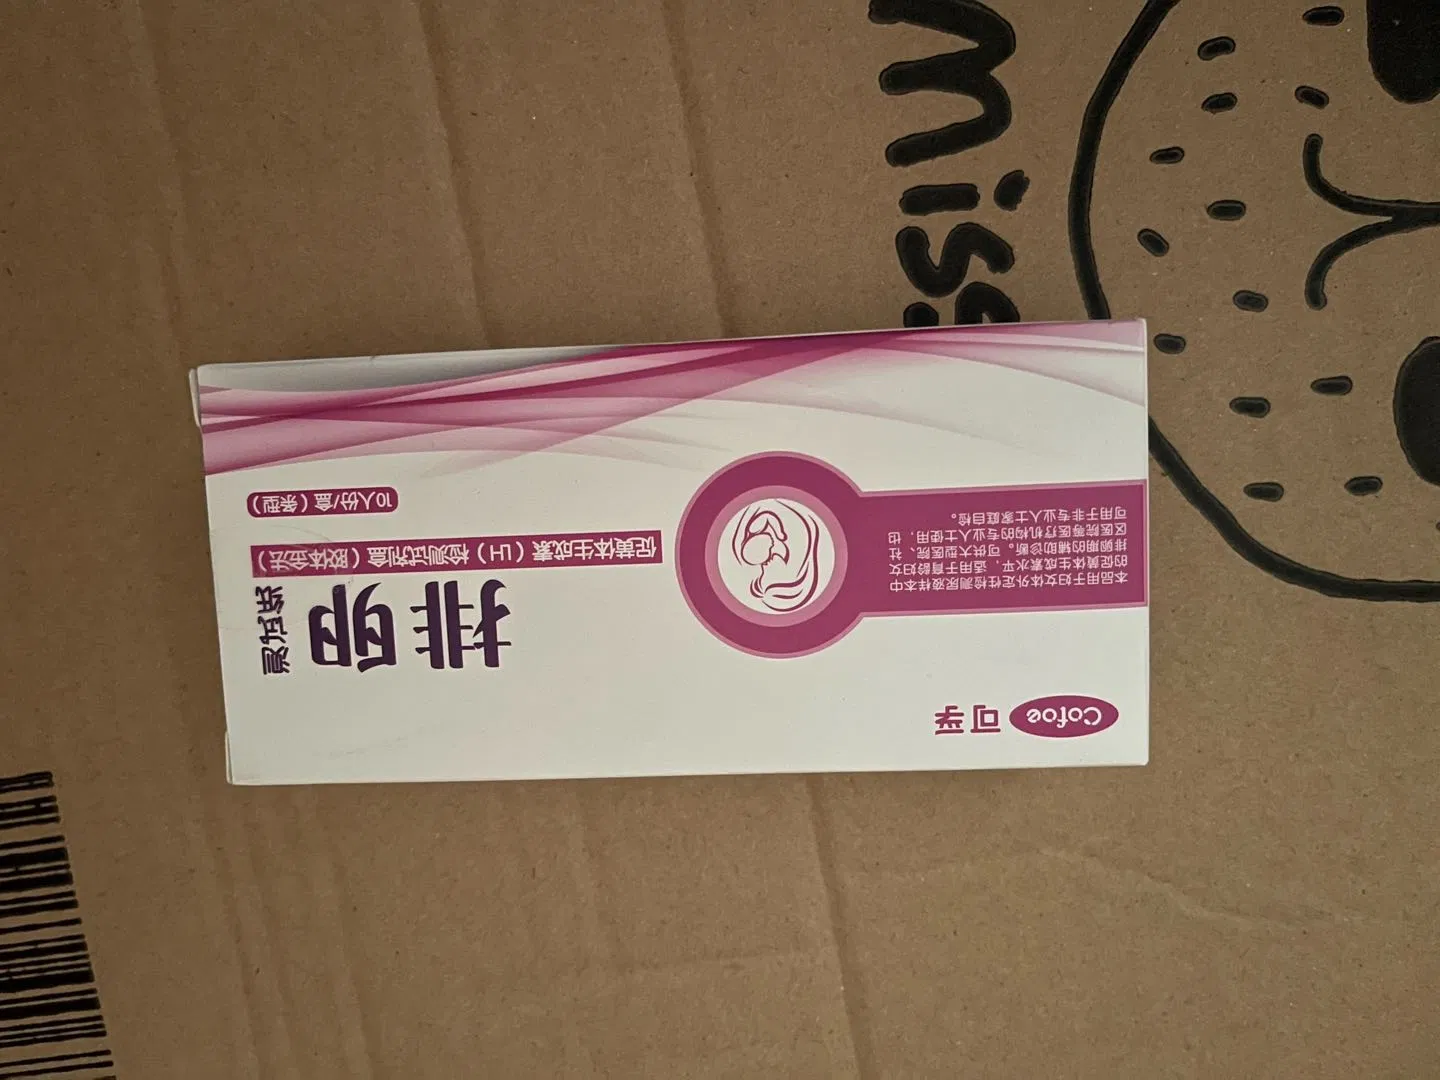 Cofoe 可孚
本品用于妇女体外定性检测尿液样本中
的促黄体生成素水平，适用于育龄妇女
排卵期的辅助诊断。可供大型医院、社
区医院等医疗机构的专业人士使用，也
可用于非专业人士家庭自检。
排卵
测试条
促黄体生成素（LH）检测试剂盒（胶体金法）
10人份/盒（条型）
mis